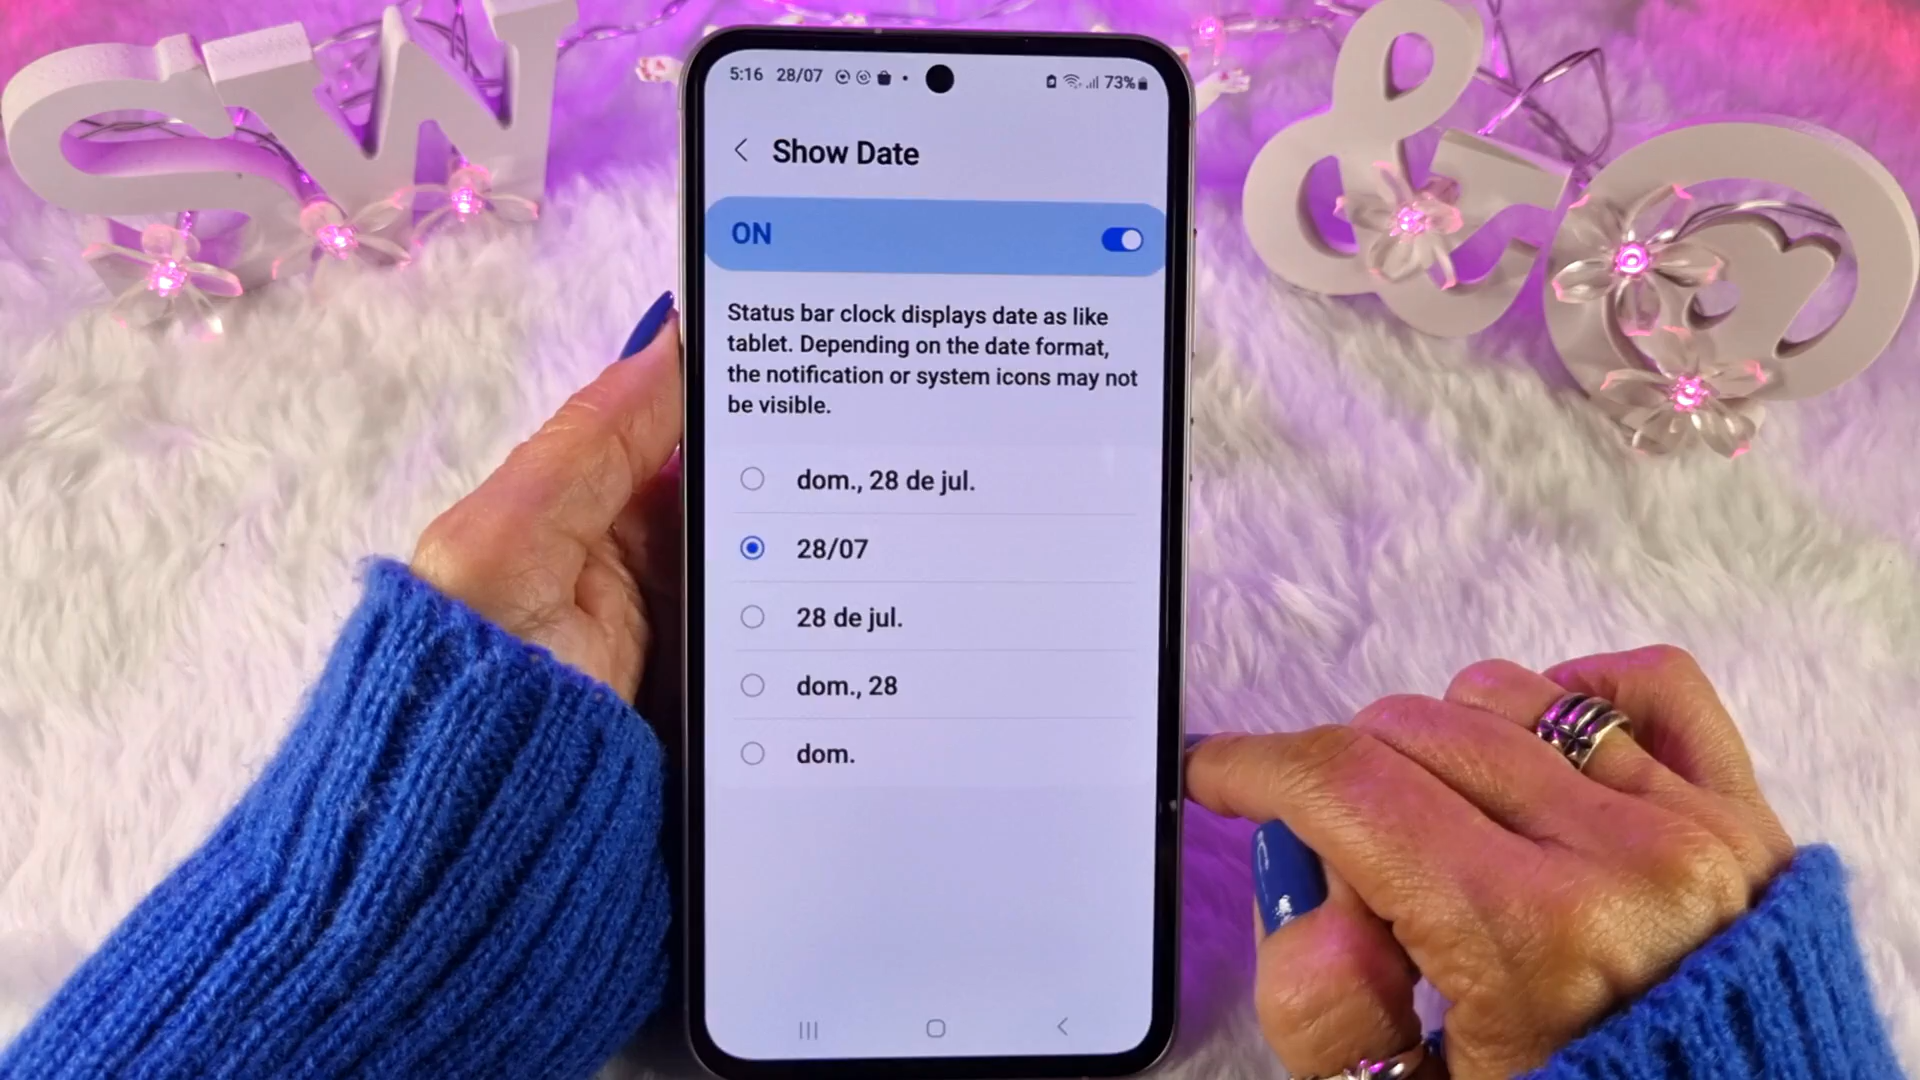 SW
&
5:16 28/07
73%
Show Date
ON
Status bar clock displays date as like
tablet. Depending on the date format,
the notification or system icons may not
be visible.
dom., 28 de jul.
28/07
28 de jul.
dom., 28
dom.